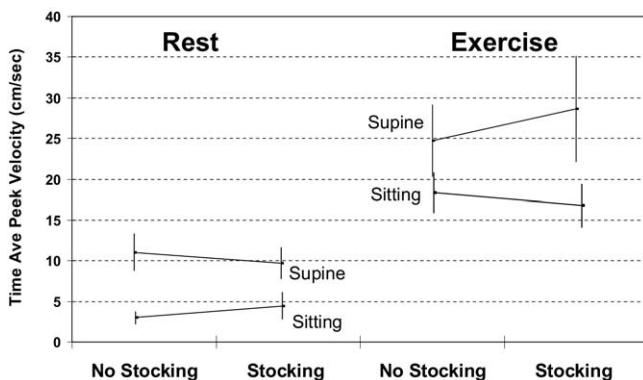 Time Ave Peek Velocity (cm/sec)
40
35
30
25
20
15
10
5
0
Rest
Exercise
Supine
Sitting
Supine
Sitting
No Stocking
Stocking
No Stocking
Stocking